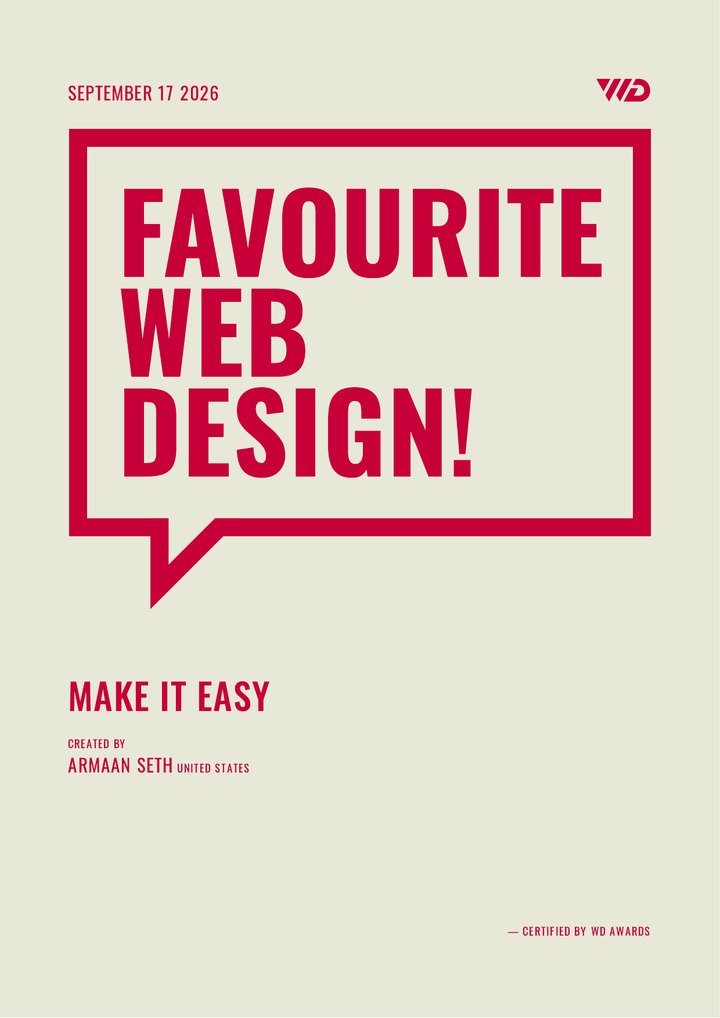 SEPTEMBER 17 2026
WD
FAVOURITE
WEB
DESIGN!
MAKE IT EASY
CREATED BY
ARMAAN SETH UNITED STATES
— CERTIFIED BY WD AWARDS